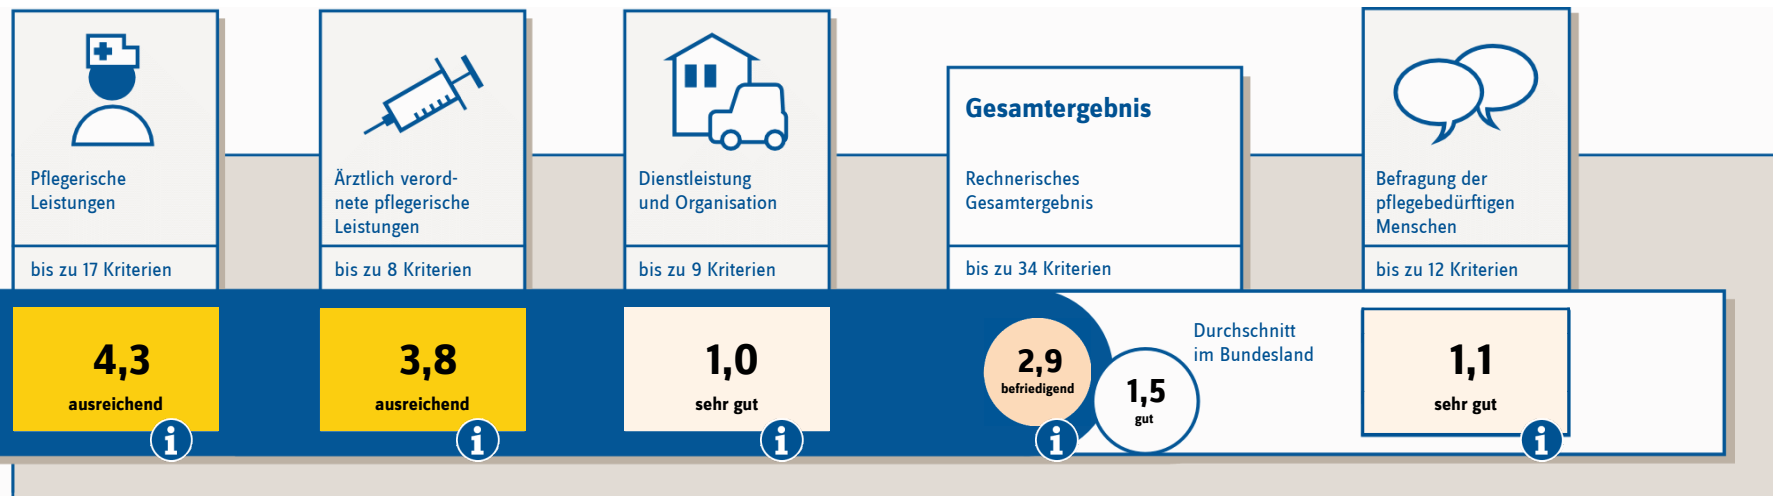 Pflegerische
Leistungen
bis zu 17 Kriterien
4,3
ausreichend
i
Ärztlich verord-
nete pflegerische
Leistungen
bis zu 8 Kriterien
3,8
ausreichend
i
Dienstleistung
und Organisation
bis zu 9 Kriterien
1,0
sehr gut
i
Gesamtergebnis
Rechnerisches
Gesamtergebnis
bis zu 34 Kriterien
2,9
befriedigend
i
1,5
gut
Durchschnitt
im Bundesland
Befragung der
pflegebedürftigen
Menschen
bis zu 12 Kriterien
1,1
sehr gut
i